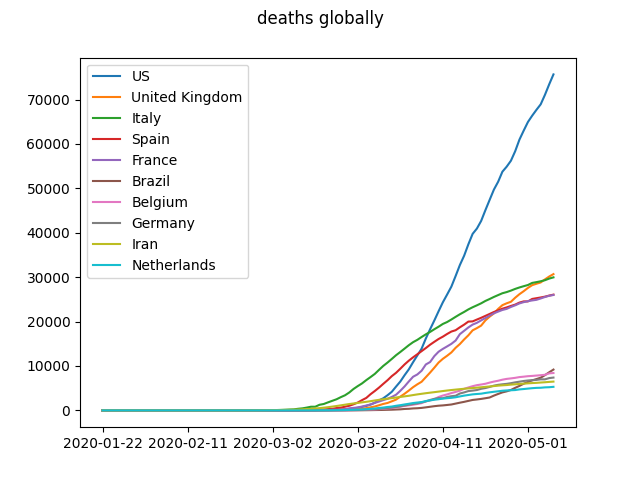 deaths globally
US
United Kingdom
Italy
Spain
France
Brazil
Belgium
Germany
Iran
Netherlands
70000
60000
50000
40000
30000
20000
10000
0
2020-01-22 2020-02-11 2020-03-02 2020-03-22 2020-04-11 2020-05-01